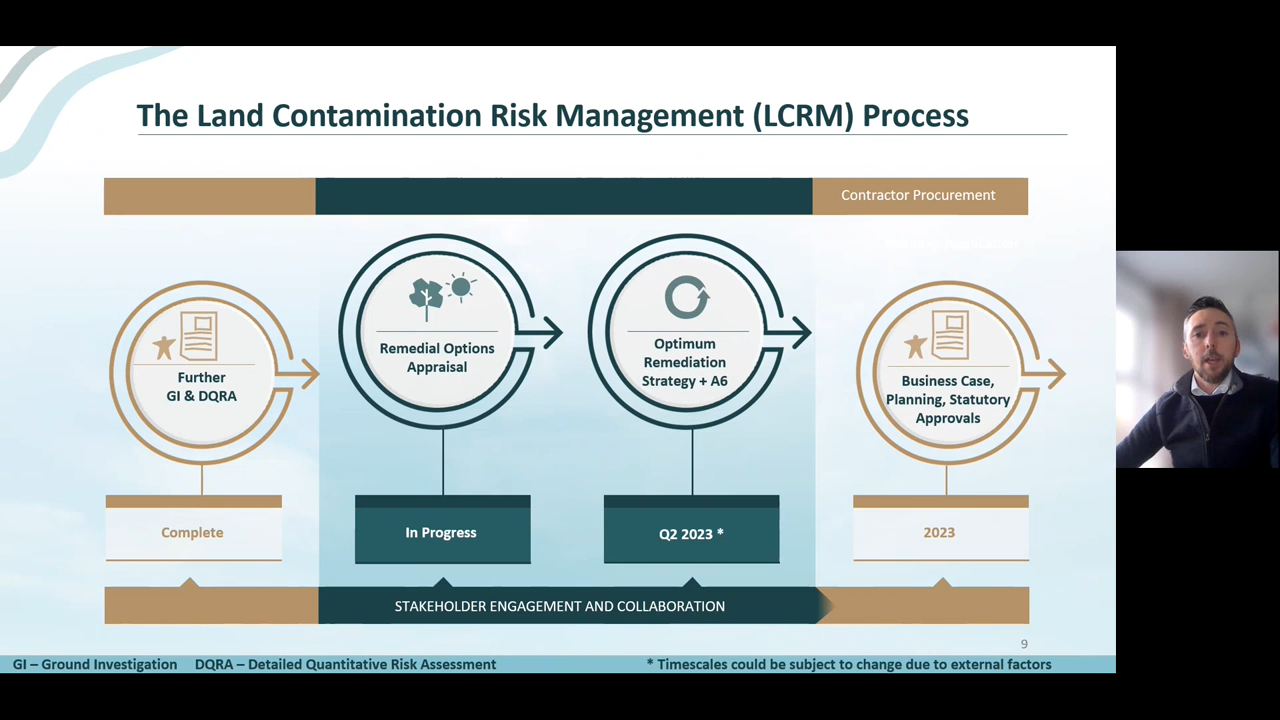 The Land Contamination Risk Management (LCRM) Process
Contractor Procurement
Further
GI & DQRA
Remedial Options
Appraisal
Optimum
Remediation
Strategy + A6
Business Case,
Planning, Statutory
Approvals
Complete
In Progress
Q2 2023 *
2023
STAKEHOLDER ENGAGEMENT AND COLLABORATION
9
GI – Ground Investigation DQRA – Detailed Quantitative Risk Assessment
* Timescales could be subject to change due to external factors